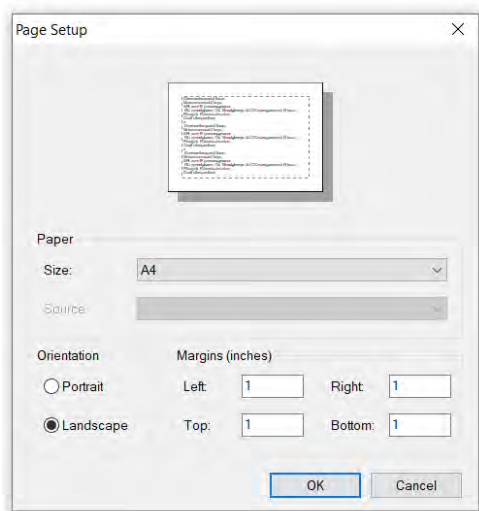 Page Setup
Paper
Size: A4
Source:
Orientation
Margins (inches)
Portrait
Left: 1 Right: 1
Landscape
Top: 1 Bottom: 1
OK Cancel